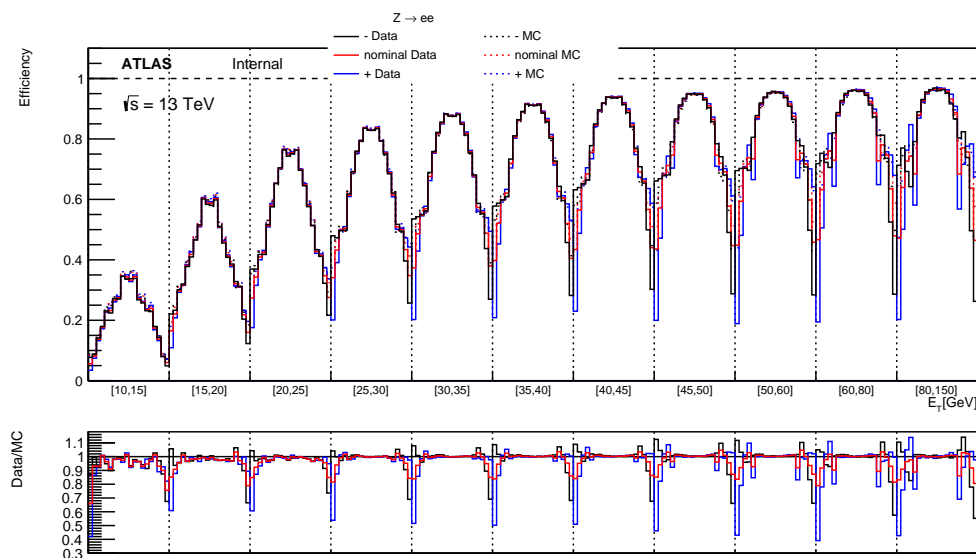 Z → ee
- Data - MC
nominal Data nominal MC
+ Data + MC
ATLAS Internal
√s = 13 TeV
Efficiency
1
0.8
0.6
0.4
0.2
0
[10,15] [15,20] [20,25] [25,30] [30,35] [35,40] [40,45] [45,50] [50,60] [60,80] [80,150]
E_T[GeV]
Data/MC
1.1
1
0.9
0.8
0.7
0.6
0.5
0.4
0.3